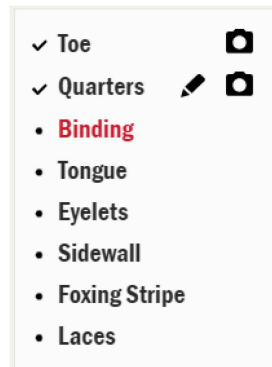 Toe
Quarters
Binding
Tongue
Eyelets
Sidewall
Foxing Stripe
Laces